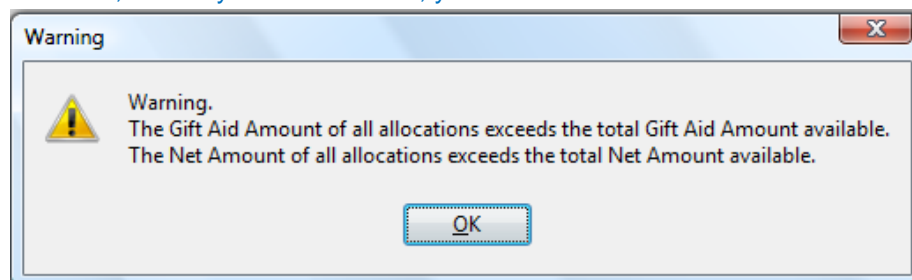 Warning
Warning.
The Gift Aid Amount of all allocations exceeds the total Gift Aid Amount available.
The Net Amount of all allocations exceeds the total Net Amount available.
OK